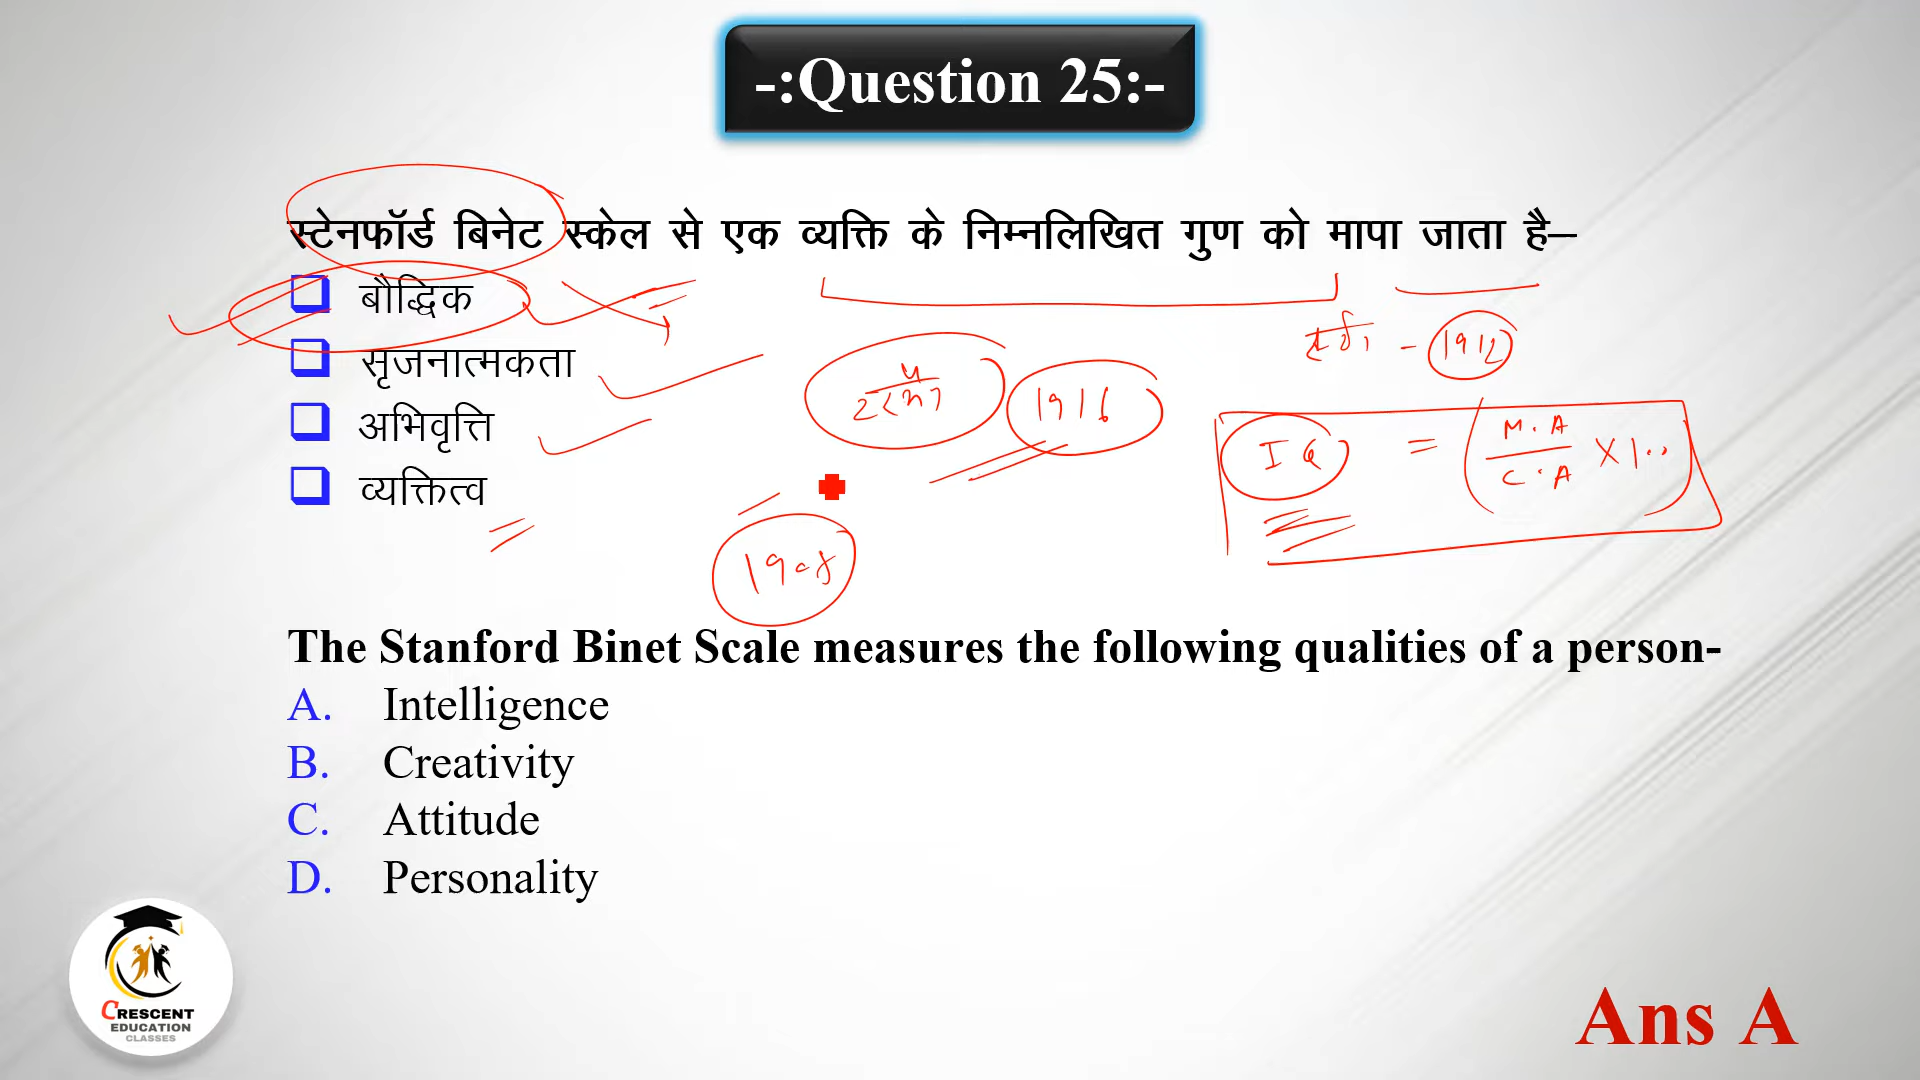 -:Question 25:-
स्टेनफॉर्ड बिनेट स्केल से एक व्यक्ति के निम्नलिखित गुण को मापा जाता है–
बौद्धिक
सृजनात्मकता
अभिवृत्ति
व्यक्तित्व
- 1912
1916
IQ = (M.A / C.A × 100)
The Stanford Binet Scale measures the following qualities of a person-
A. Intelligence
B. Creativity
C. Attitude
D. Personality
CRESCENT
EDUCATION
CLASSES
Ans A